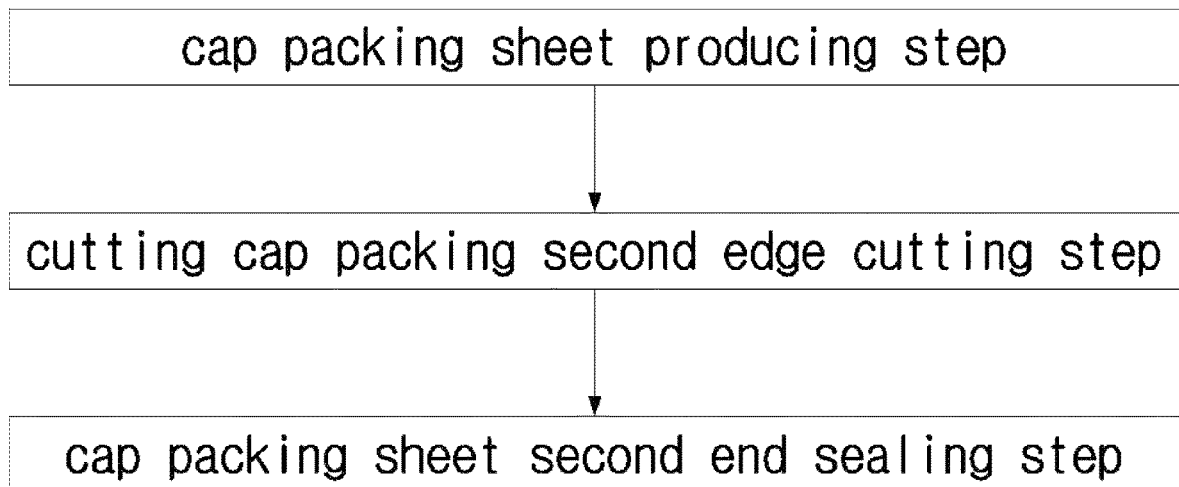 cap packing sheet producing step
cutting cap packing second edge cutting step
cap packing sheet second end sealing step